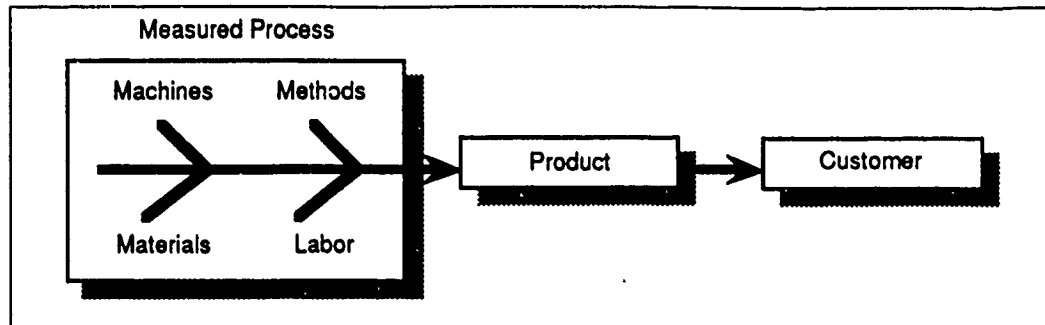 Measured Process
Machines Methods
Product Customer
Materials Labor